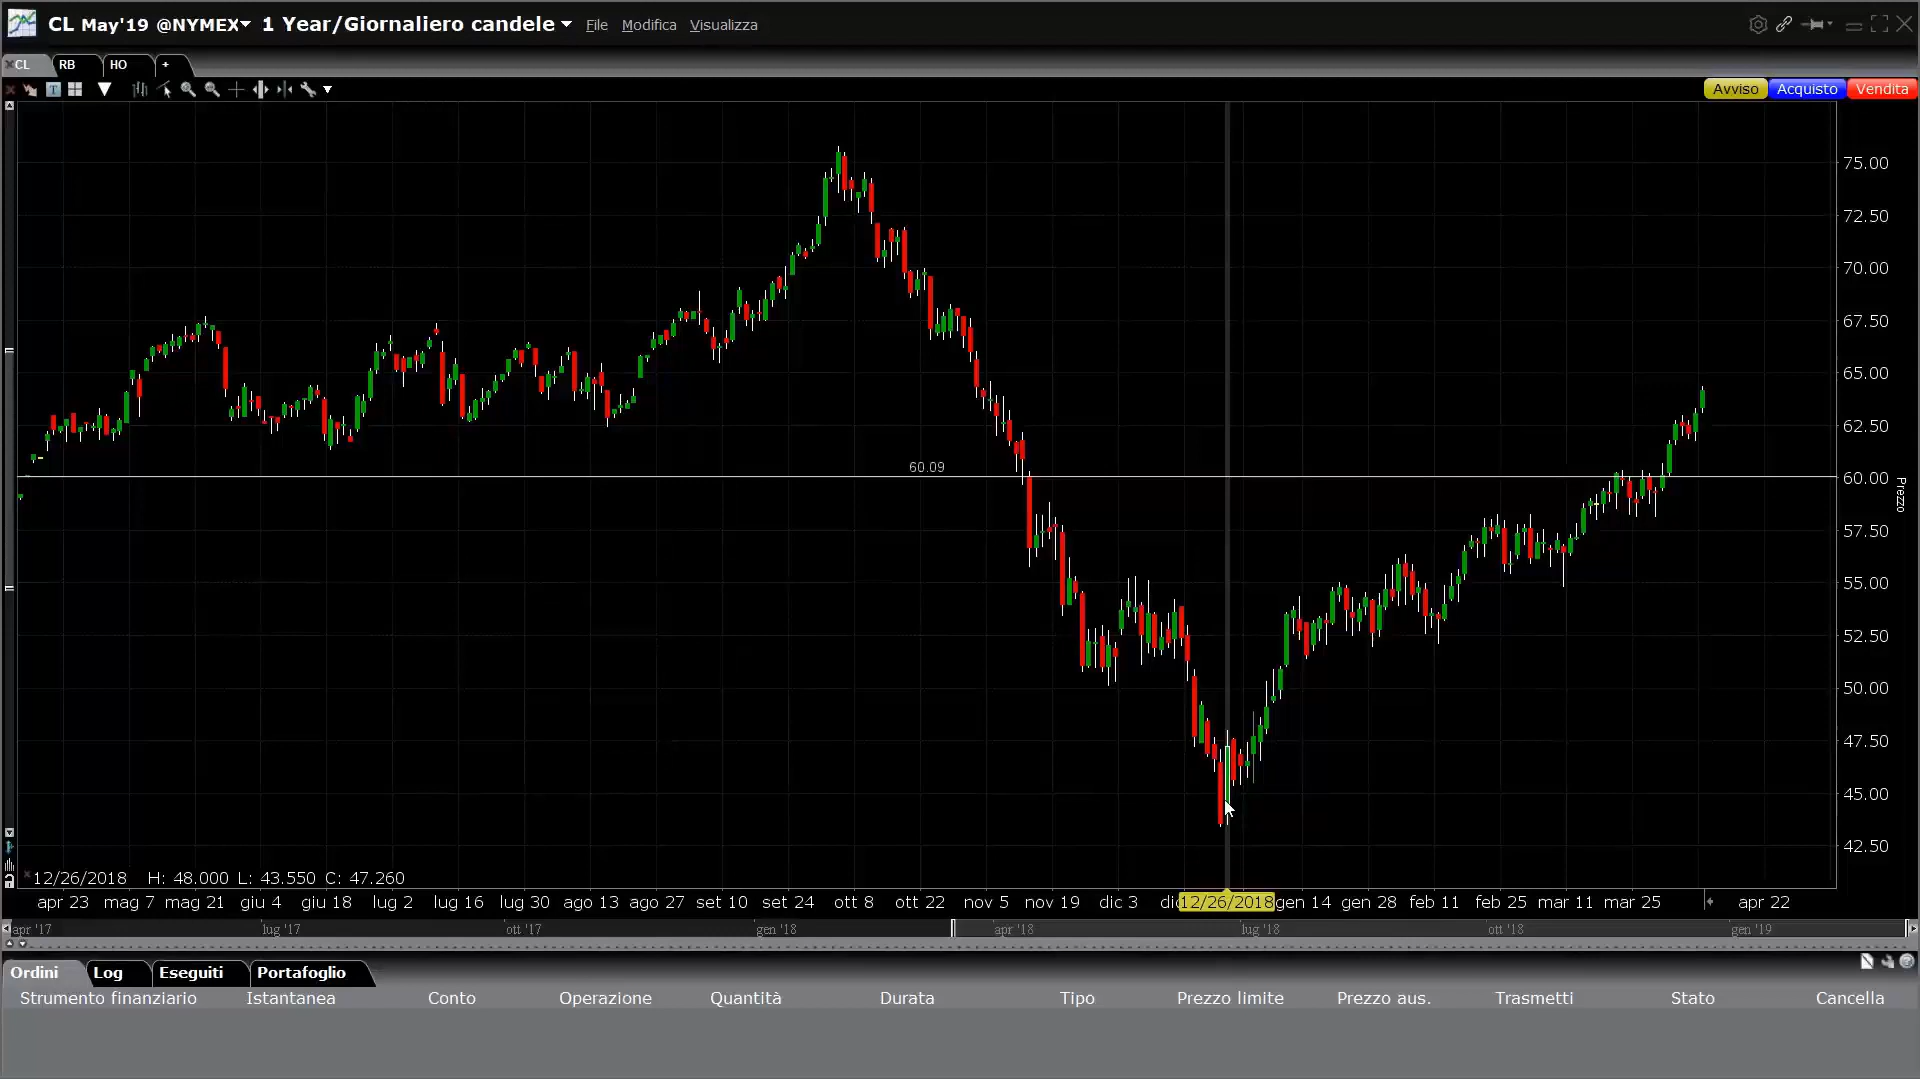 CL May'19 @NYMEX 1 Year/Giornaliero candele File Modifica Visualizza
CL RB HO +
T
Avviso Acquisto Vendita
75.00
72.50
70.00
67.50
65.00
62.50
60.09
60.00
Prezzo
57.50
55.00
52.50
50.00
47.50
45.00
42.50
12/26/2018 H: 48.000 L: 43.550 C: 47.260
apr 23 mag 7 mag 21 giu 4 giu 18 lug 2 lug 16 lug 30 ago 13 ago 27 set 10 set 24 ott 8 ott 22 nov 5 nov 19 dic 3 dic 12/26/2018 gen 14 gen 28 feb 11 feb 25 mar 11 mar 25 apr 22
apr '17 lug '17 ott '17 gen '18 apr '18 lug '18 ott '18 gen '19
Ordini Log Eseguiti Portafoglio
Strumento finanziario Istantanea Conto Operazione Quantità Durata Tipo Prezzo limite Prezzo aus. Trasmetti Stato Cancella